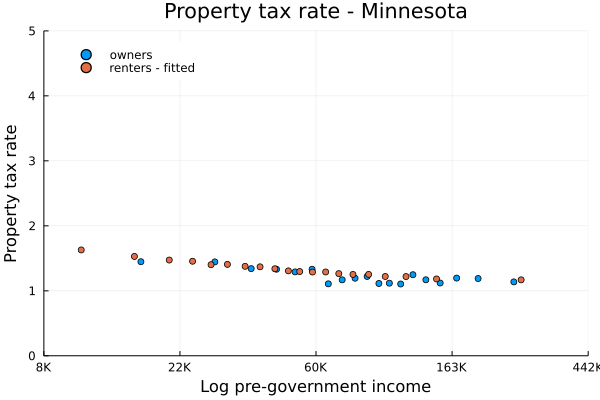 Property tax rate - Minnesota
owners
renters - fitted
Property tax rate
5
4
3
2
1
0
8K 22K 60K 163K 442K
Log pre-government income